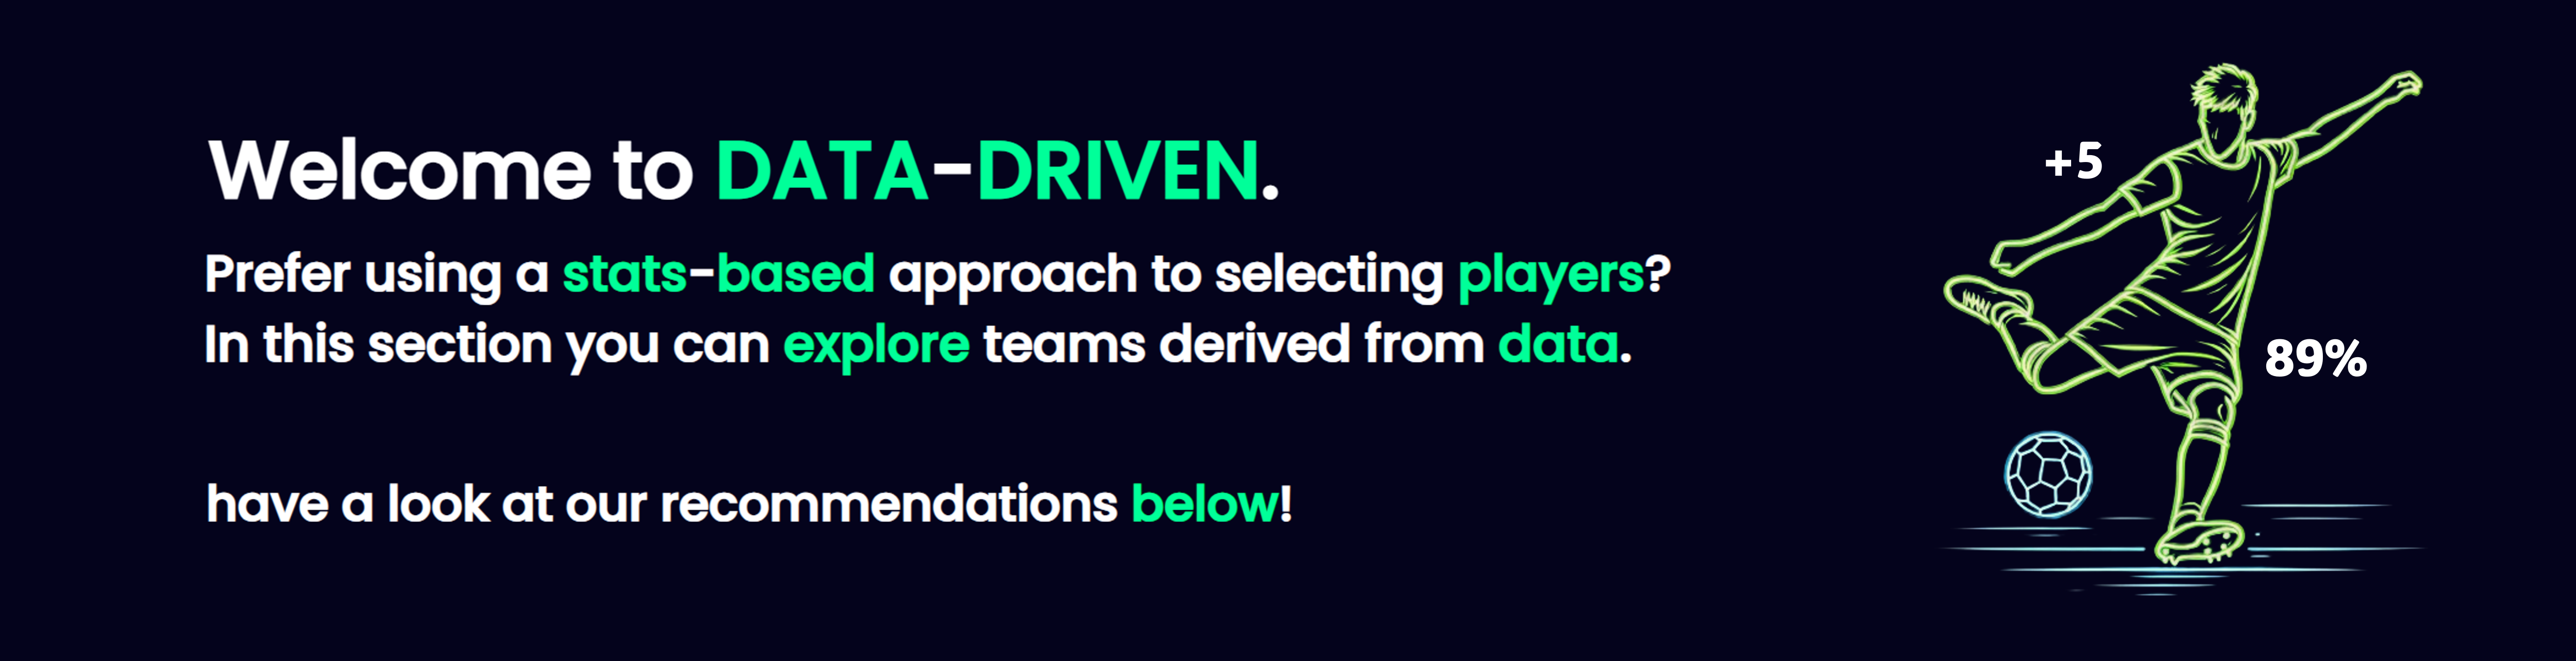 Welcome to DATA-DRIVEN.
Prefer using a stats-based approach to selecting players?
In this section you can explore teams derived from data.
have a look at our recommendations below!
+5
89%